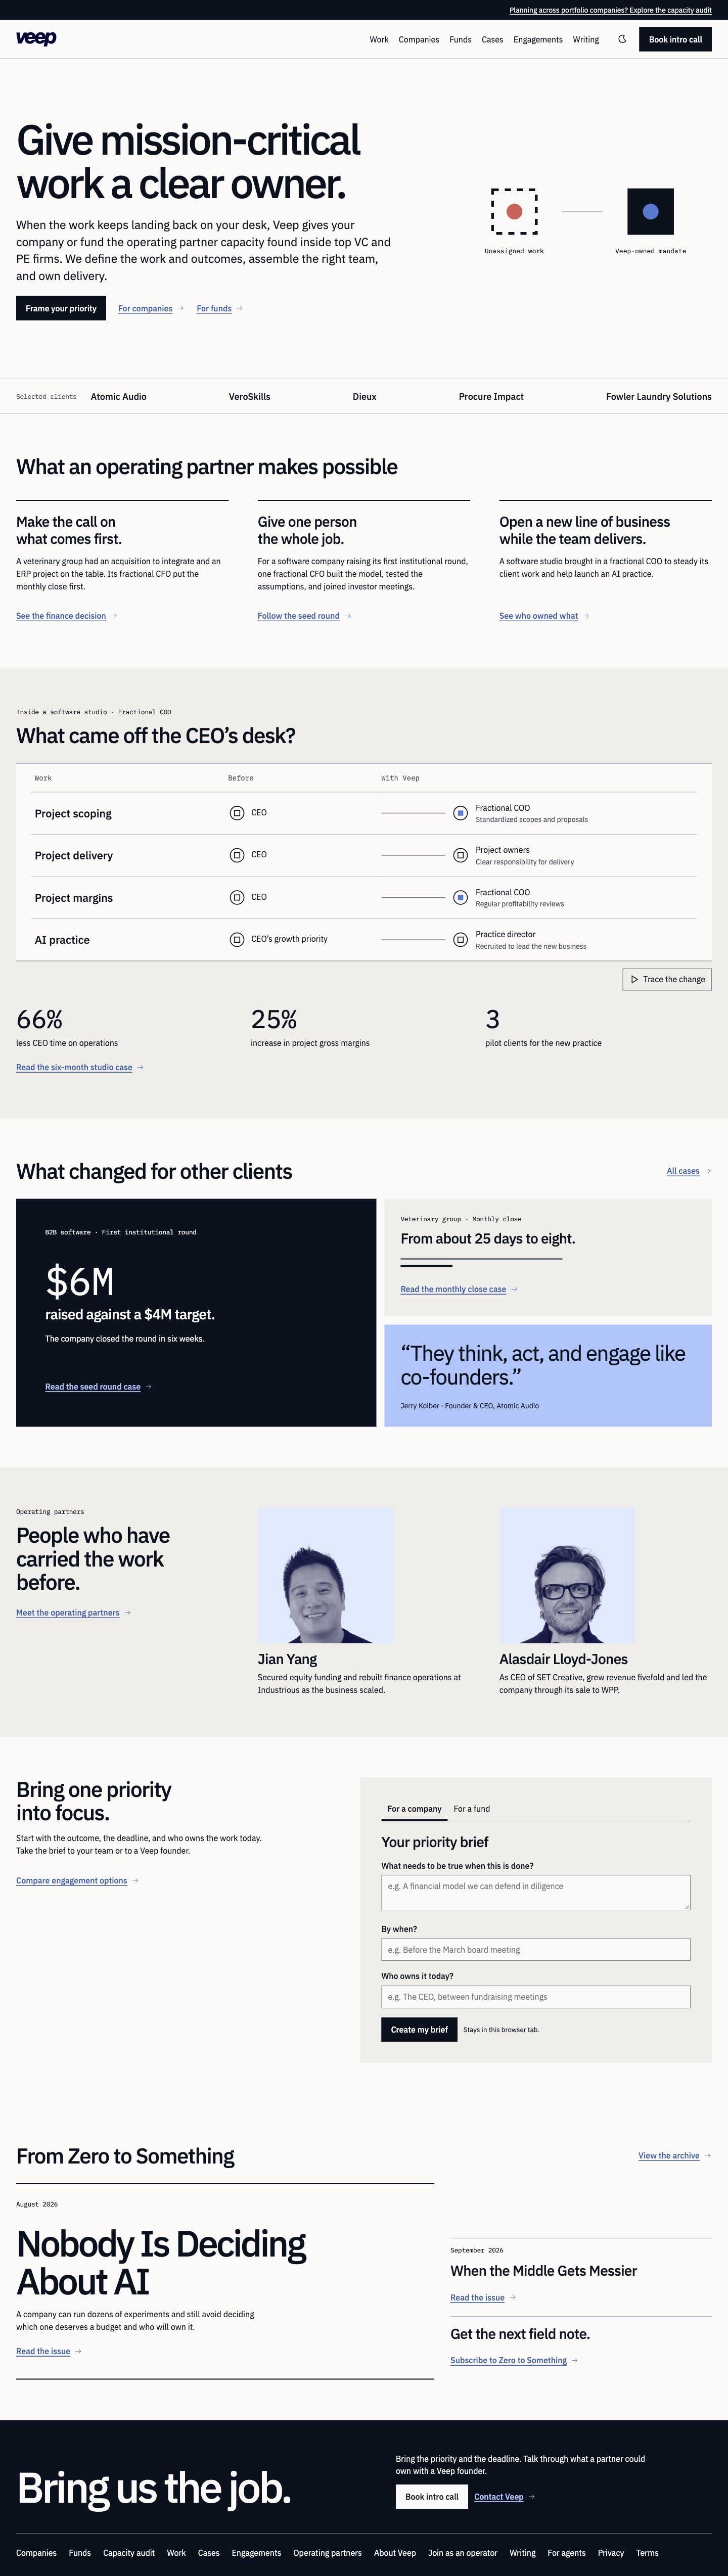 Planning across portfolio companies? Explore the capacity audit
veep
Work Companies Funds Cases Engagements Writing Book intro call
Give mission-critical
work a clear owner.
When the work keeps landing back on your desk, Veep gives your
company or fund the operating partner capacity found inside top VC and
PE firms. We define the work and outcomes, assemble the right team,
and own delivery.
Frame your priority For companies → For funds →
Unassigned work Veep-owned mandate
Selected clients Atomic Audio VeroSkills Dieux Procure Impact Fowler Laundry Solutions
What an operating partner makes possible
Make the call on
what comes first.
A veterinary group had an acquisition to integrate and an
ERP project on the table. Its fractional CFO put the
monthly close first.
See the finance decision →
Give one person
the whole job.
For a software company raising its first institutional round,
one fractional CFO built the model, tested the
assumptions, and joined investor meetings.
Follow the seed round →
Open a new line of business
while the team delivers.
A software studio brought in a fractional COO to steady its
client work and help launch an AI practice.
See who owned what →
Inside a software studio · Fractional COO
What came off the CEO’s desk?
Work Before With Veep
Project scoping CEO Fractional COO
Standardized scopes and proposals
Project delivery CEO Project owners
Clear responsibility for delivery
Project margins CEO Fractional COO
Regular profitability reviews
AI practice CEO’s growth priority Practice director
Recruited to lead the new business
Trace the change
66%
less CEO time on operations
25%
increase in project gross margins
3
pilot clients for the new practice
Read the six-month studio case →
What changed for other clients
All cases →
B2B software · First institutional round
$6M
raised against a $4M target.
The company closed the round in six weeks.
Read the seed round case →
Veterinary group · Monthly close
From about 25 days to eight.
Read the monthly close case →
“They think, act, and engage like
co-founders.”
Jerry Kolber · Founder & CEO, Atomic Audio
Operating partners
People who have
carried the work
before.
Meet the operating partners →
Jian Yang
Secured equity funding and rebuilt finance operations at
Industrious as the business scaled.
Alasdair Lloyd-Jones
As CEO of SET Creative, grew revenue fivefold and led the
company through its sale to WPP.
Bring one priority
into focus.
Start with the outcome, the deadline, and who owns the work today.
Take the brief to your team or to a Veep founder.
Compare engagement options →
For a company For a fund
Your priority brief
What needs to be true when this is done?
e.g. A financial model we can defend in diligence
By when?
e.g. Before the March board meeting
Who owns it today?
e.g. The CEO, between fundraising meetings
Create my brief Stays in this browser tab.
From Zero to Something
View the archive →
August 2026
Nobody Is Deciding
About AI
A company can run dozens of experiments and still avoid deciding
which one deserves a budget and who will own it.
Read the issue →
September 2026
When the Middle Gets Messier
Read the issue →
Get the next field note.
Subscribe to Zero to Something →
Bring us the job.
Bring the priority and the deadline. Talk through what a partner could
own with a Veep founder.
Book intro call Contact Veep →
Companies Funds Capacity audit Work Cases Engagements Operating partners About Veep Join as an operator Writing For agents Privacy Terms